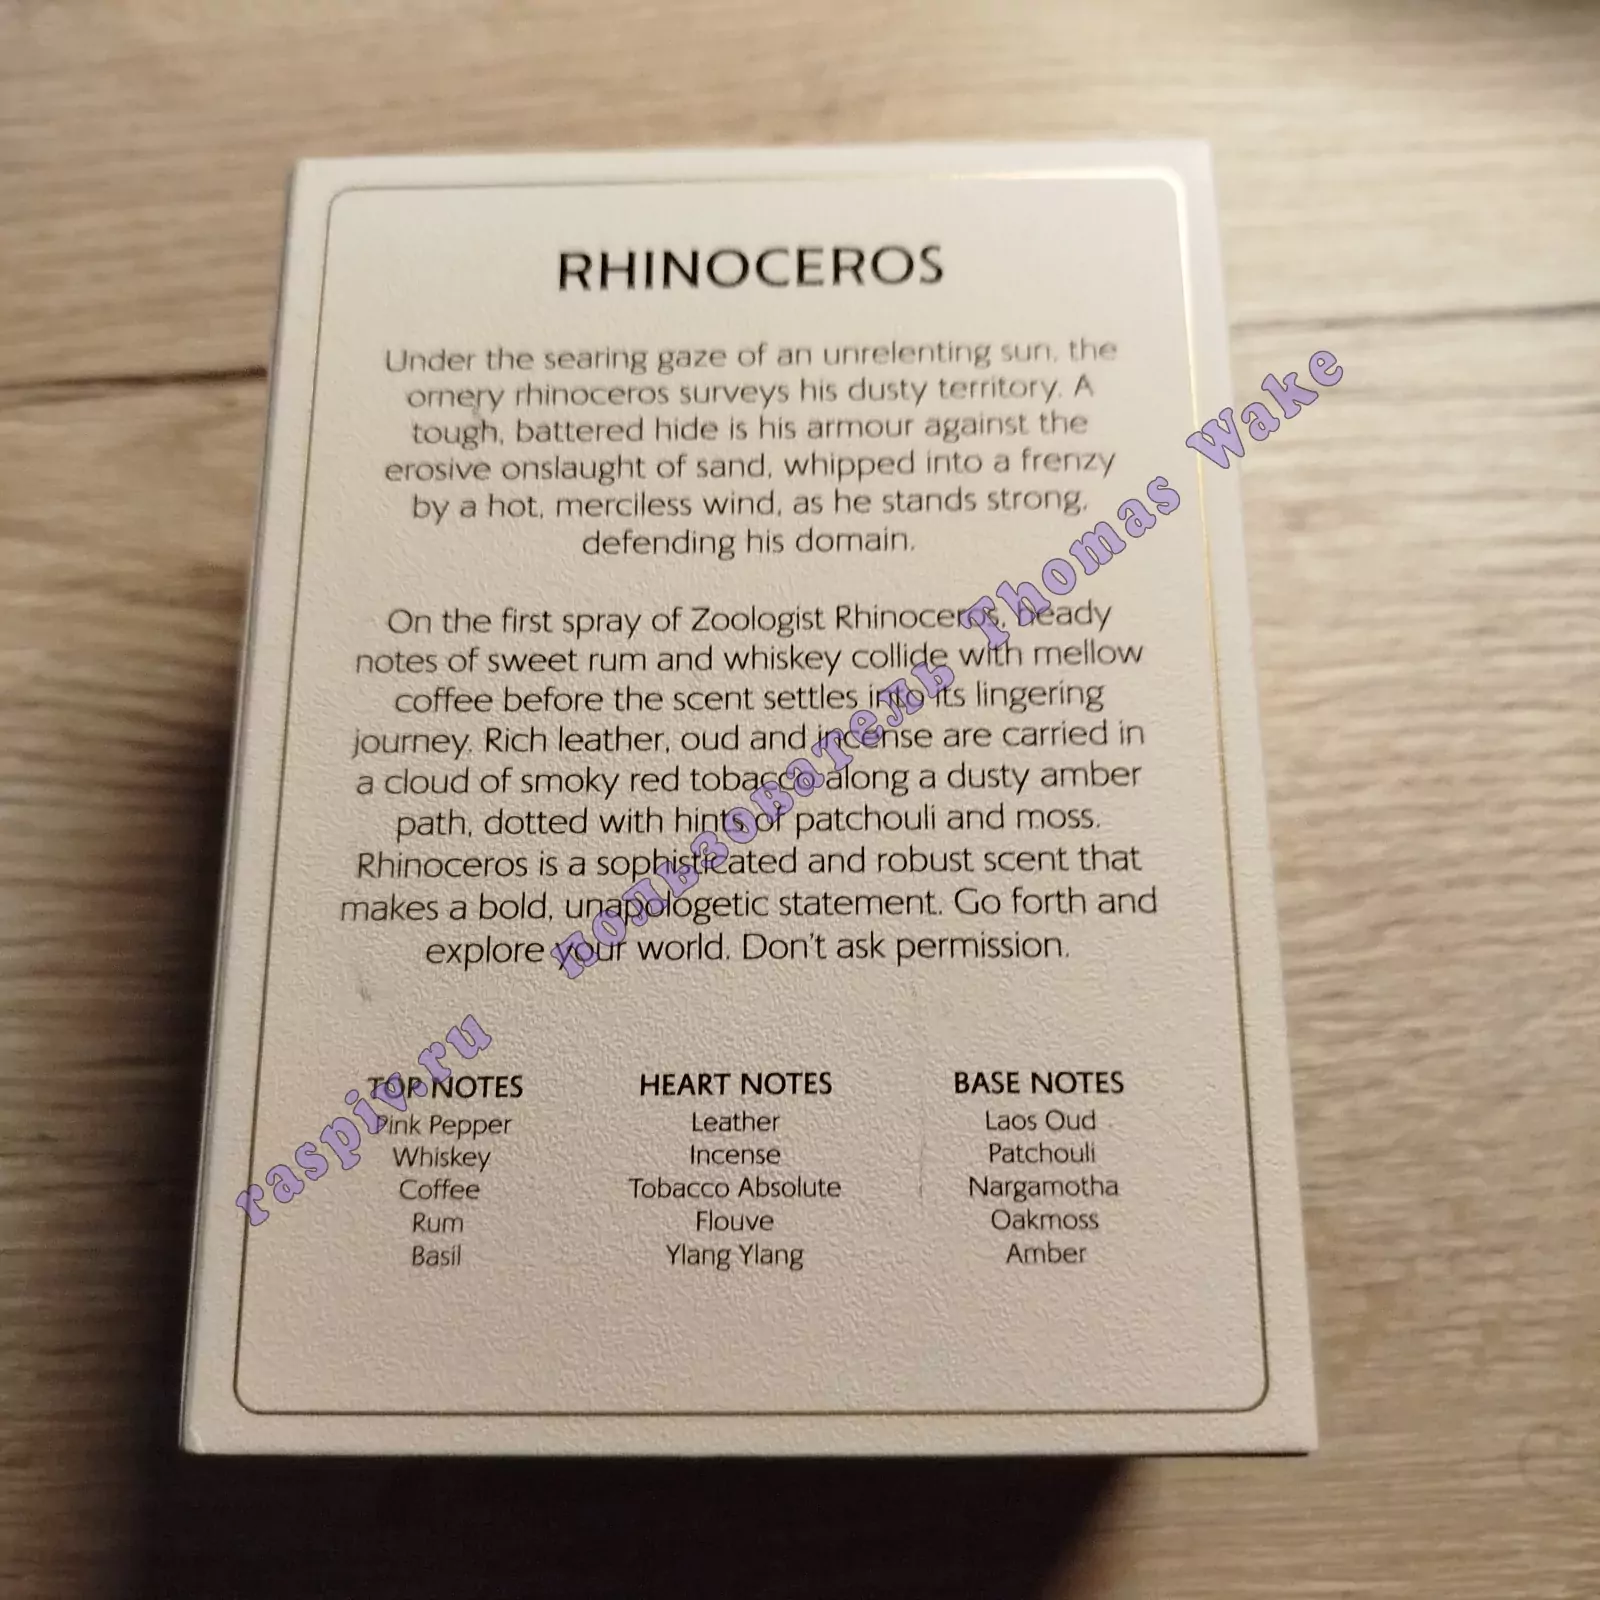 RHINOCEROS
Under the searing gaze of an unrelenting sun, the
ornery rhinoceros surveys his dusty territory. A
tough, battered hide is his armour against the
erosive onslaught of sand, whipped into a frenzy
by a hot, merciless wind, as he stands strong,
defending his domain.
On the first spray of Zoologist Rhinoceros, heady
notes of sweet rum and whiskey collide with mellow
coffee before the scent settles into its lingering
journey. Rich leather, oud and incense are carried in
a cloud of smoky red tobacco along a dusty amber
path, dotted with hints of patchouli and moss.
Rhinoceros is a sophisticated and robust scent that
makes a bold, unapologetic statement. Go forth and
explore your world. Don't ask permission.
TOP NOTES
Pink Pepper
Whiskey
Coffee
Rum
Basil
HEART NOTES
Leather
Incense
Tobacco Absolute
Flouve
Ylang Ylang
BASE NOTES
Laos Oud
Patchouli
Nargamotha
Oakmoss
Amber
raspiv.ru пользователь Thomas Wake